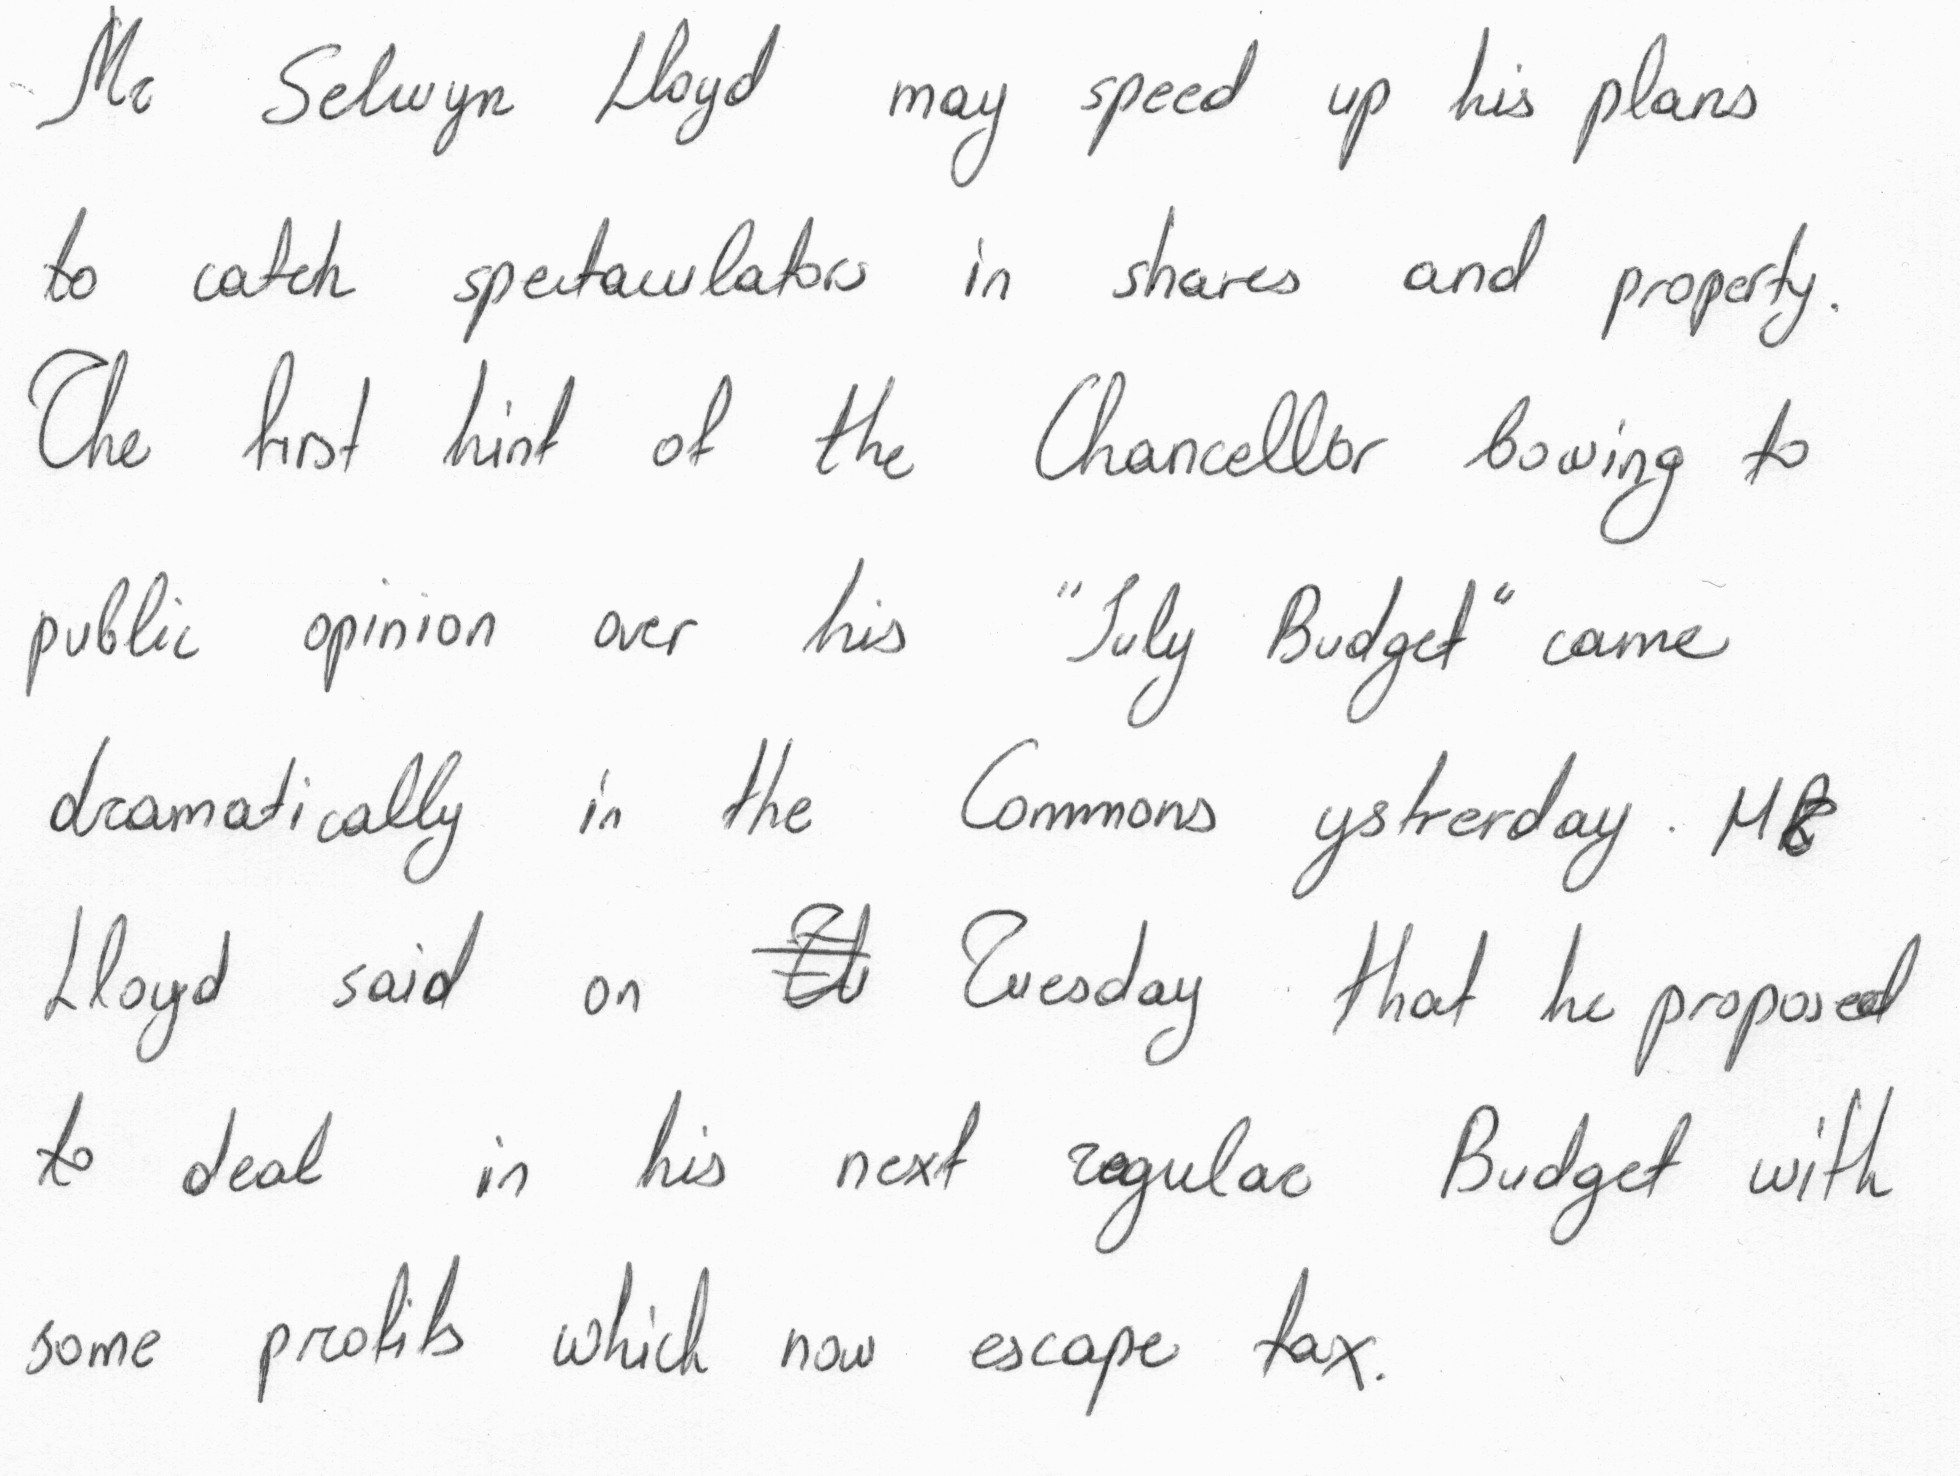 Mr Selwyn Lloyd may speed up his plans
to catch spectaculators in shares and property.
The first hint of the Chancellor bowing to
public opinion over his "July Budget" came
dramatically in the Commons ystrerday. Mr
Lloyd said on Tuesday that he proposed
to deal in his next regular Budget with
some profits which now escape tax.